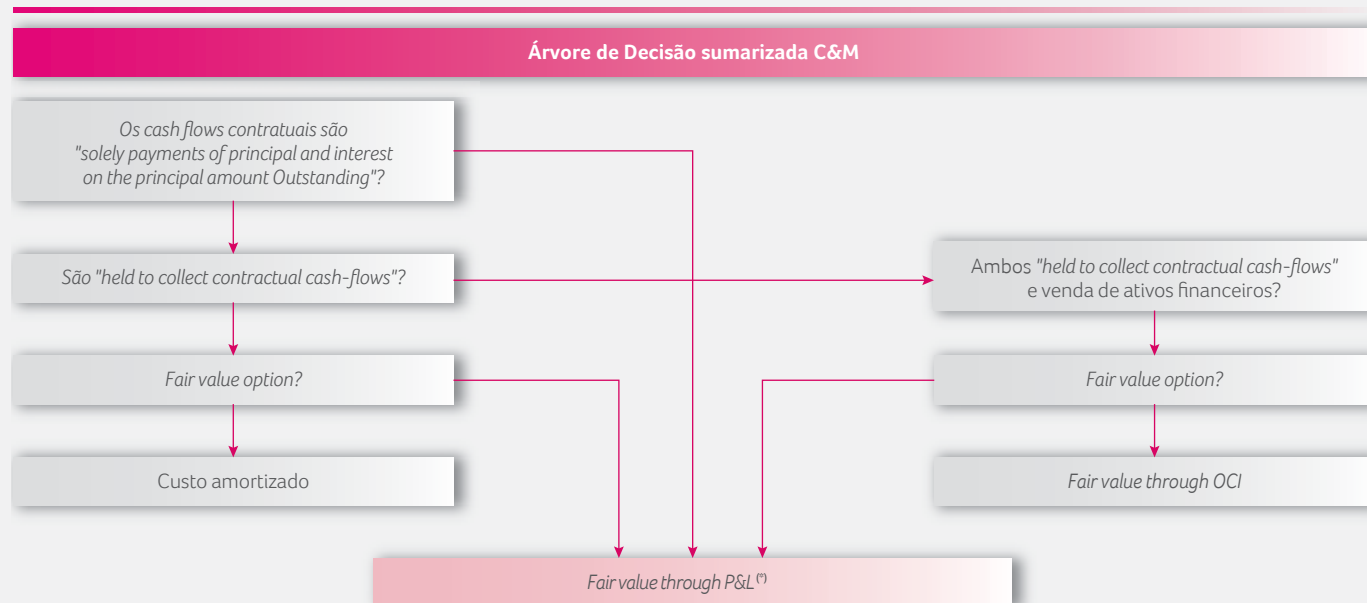 Árvore de Decisão sumarizada C&M
Os cash flows contratuais são
"solely payments of principal and interest
on the principal amount Outstanding"?
São "held to collect contractual cash-flows"?
Ambos "held to collect contractual cash-flows"
e venda de ativos financeiros?
Fair value option?
Fair value option?
Custo amortizado
Fair value through OCI
Fair value through P&L(*)